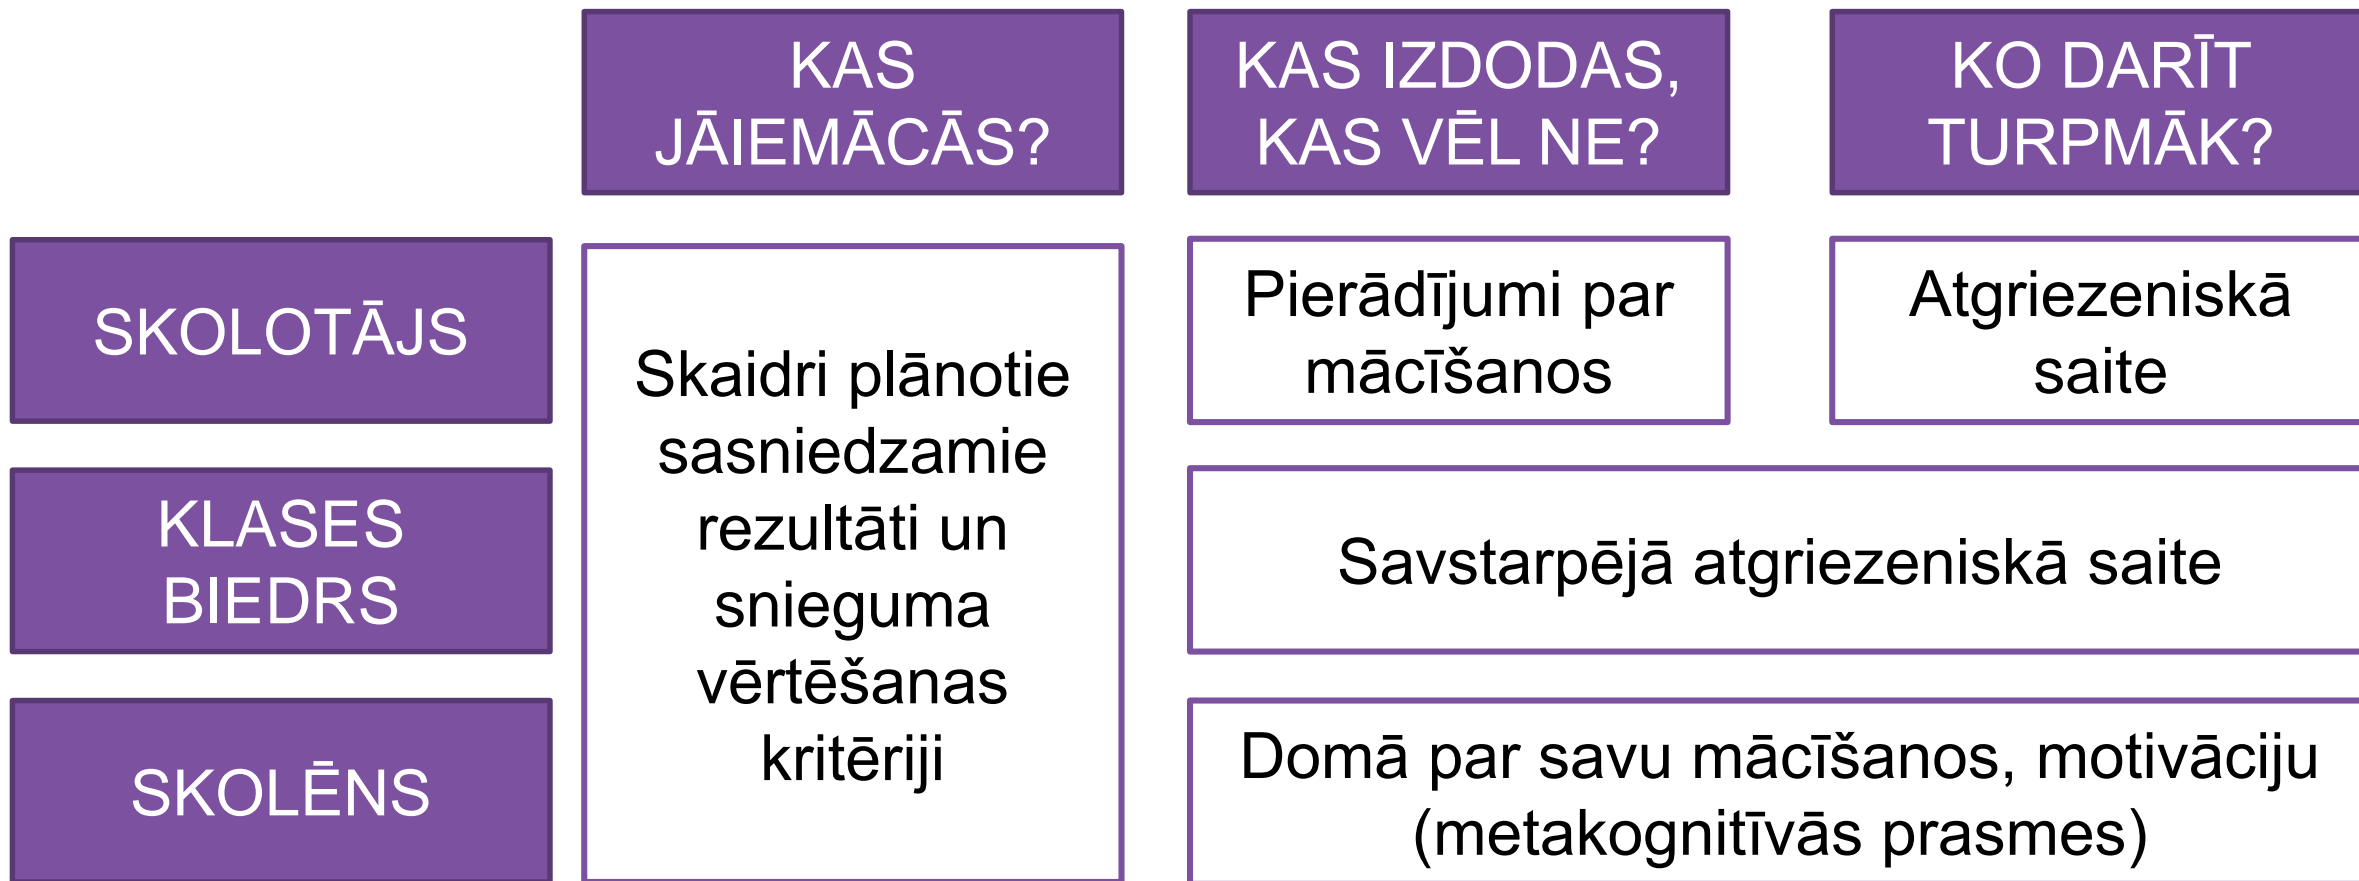 KAS
JĀIEMĀCĀS?
KAS IZDODAS,
KAS VĒL NE?
KO DARĪT
TURPMĀK?
SKOLOTĀJS
Skaidri plānotie
sasniedzamie
rezultāti un
snieguma
vērtēšanas
kritēriji
Pierādījumi par
mācīšanos
Atgriezeniskā
saite
KLASES
BIEDRS
Savstarpējā atgriezeniskā saite
SKOLĒNS
Domā par savu mācīšanos, motivāciju
(metakognitīvās prasmes)